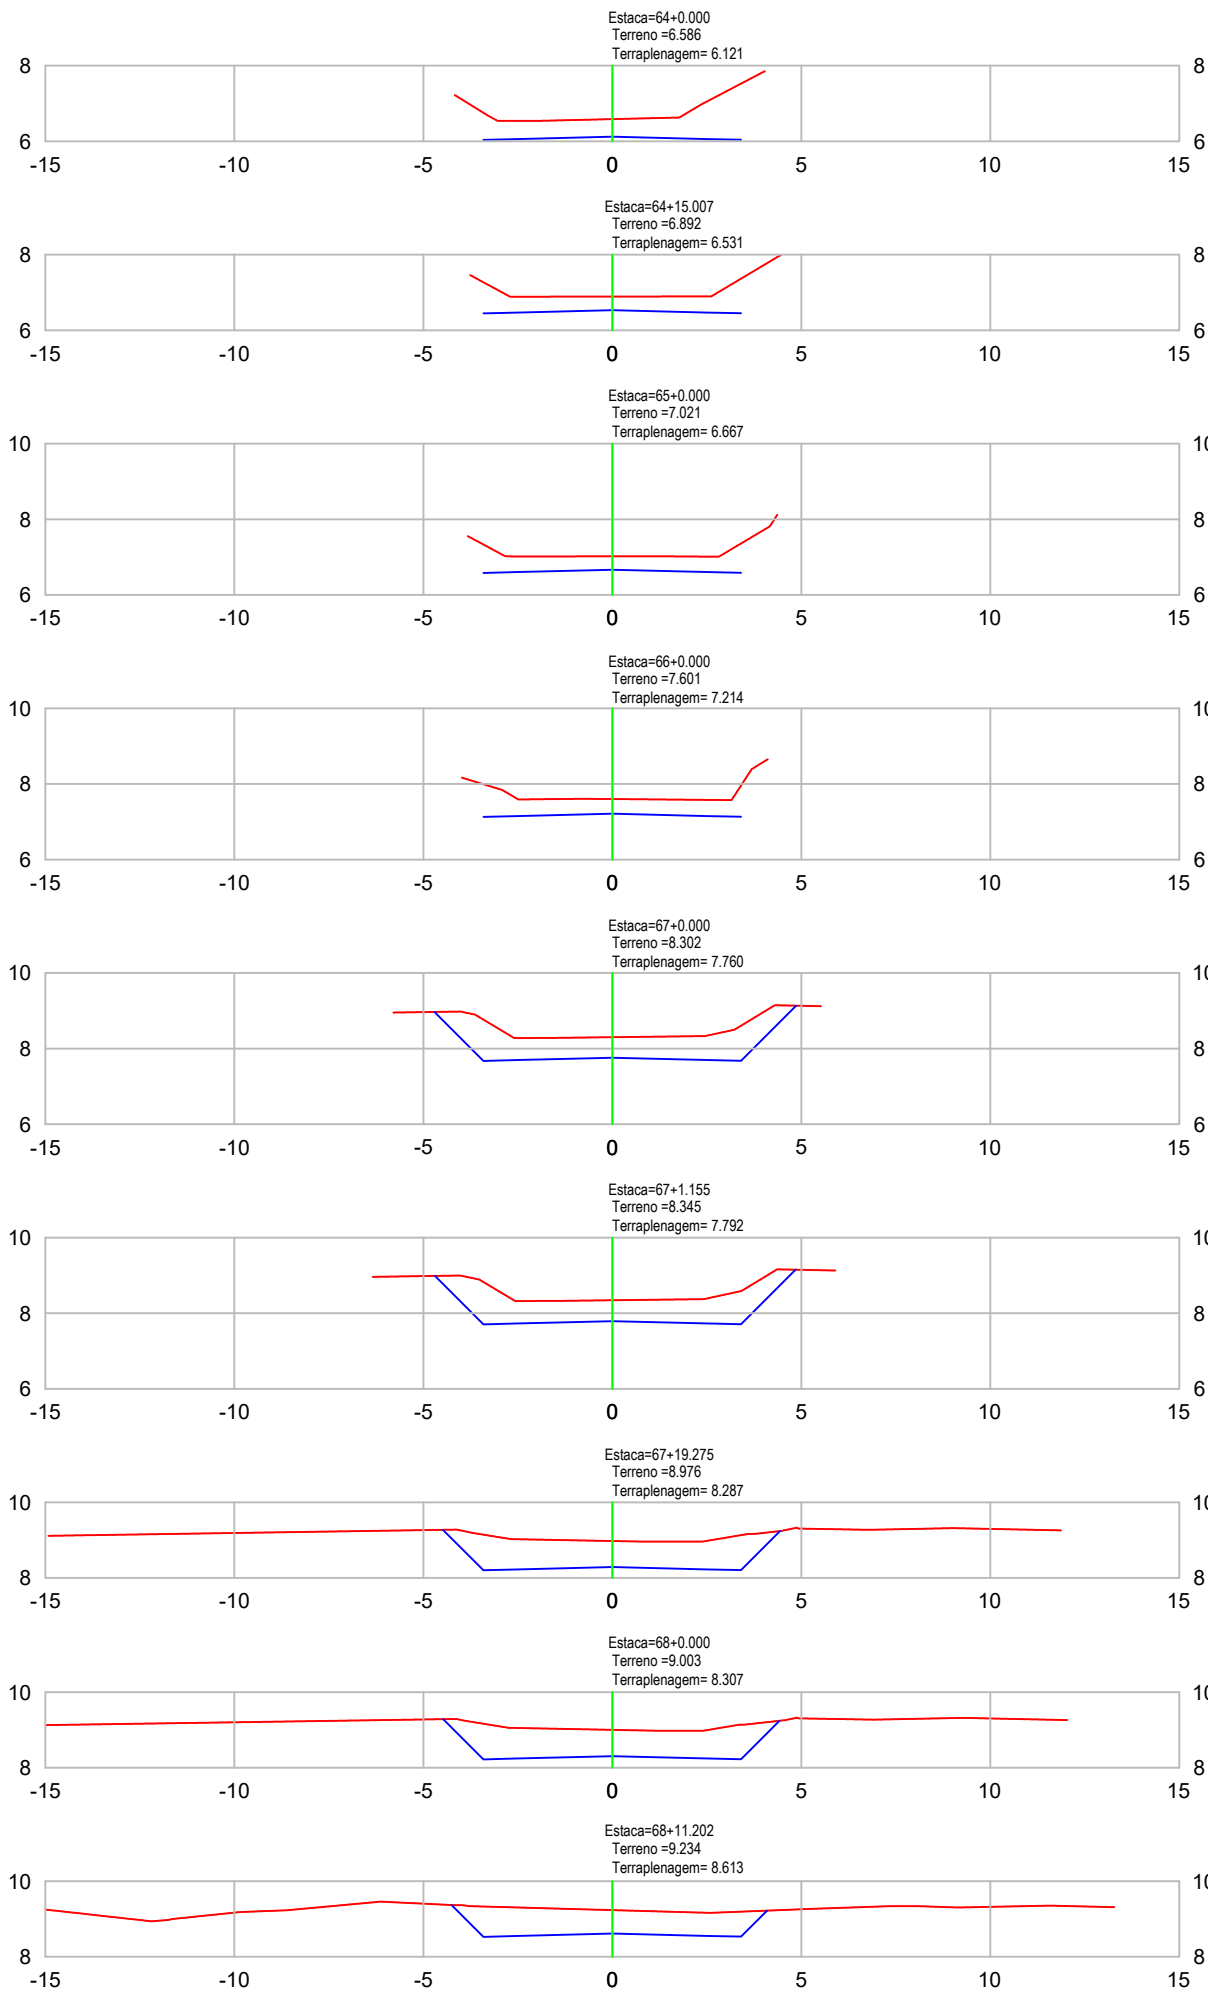 Estaca=64+0.000
Terreno =6.586
Terraplenagem= 6.121
8 8
6 6
-15 -10 -5 0 5 10 15
Estaca=64+15.007
Terreno =6.892
Terraplenagem= 6.531
8 8
6 6
-15 -10 -5 0 5 10 15
Estaca=65+0.000
Terreno =7.021
Terraplenagem= 6.667
10 10
8 8
6 6
-15 -10 -5 0 5 10 15
Estaca=66+0.000
Terreno =7.601
Terraplenagem= 7.214
10 10
8 8
6 6
-15 -10 -5 0 5 10 15
Estaca=67+0.000
Terreno =8.302
Terraplenagem= 7.760
10 10
8 8
6 6
-15 -10 -5 0 5 10 15
Estaca=67+1.155
Terreno =8.345
Terraplenagem= 7.792
10 10
8 8
6 6
-15 -10 -5 0 5 10 15
Estaca=67+19.275
Terreno =8.976
Terraplenagem= 8.287
10 10
8 8
-15 -10 -5 0 5 10 15
Estaca=68+0.000
Terreno =9.003
Terraplenagem= 8.307
10 10
8 8
-15 -10 -5 0 5 10 15
Estaca=68+11.202
Terreno =9.234
Terraplenagem= 8.613
10 10
8 8
-15 -10 -5 0 5 10 15